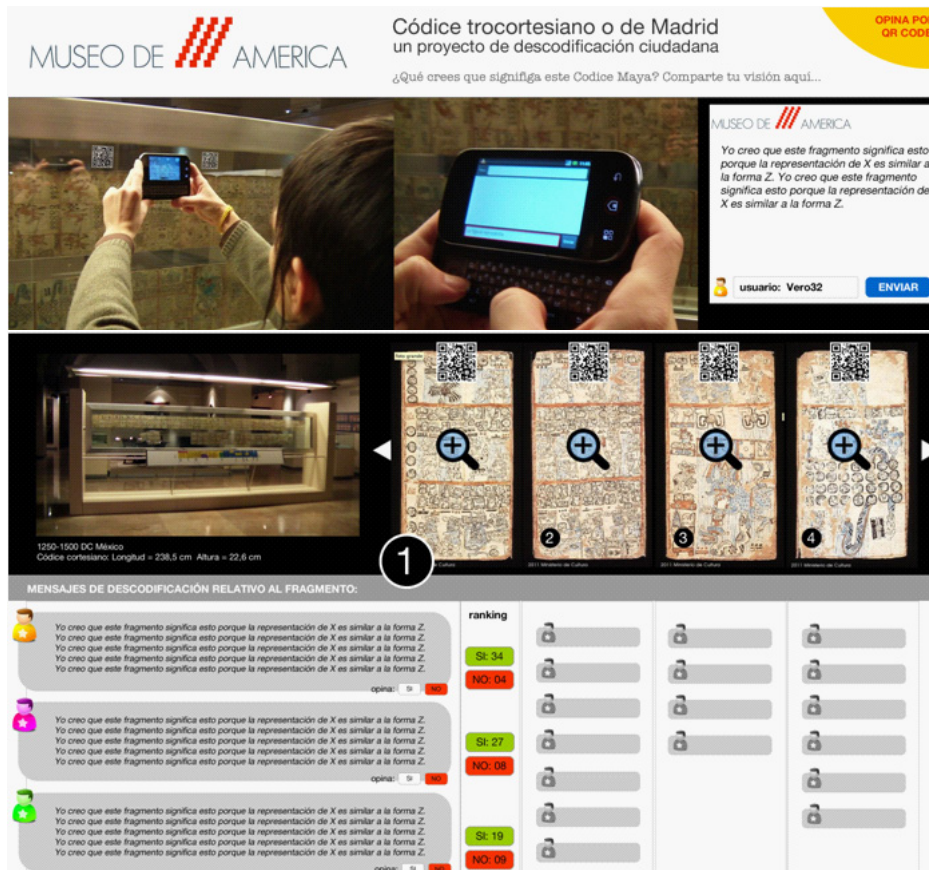 MUSEO DE AMERICA
Códice trocortesiano o de Madrid
un proyecto de descodificación ciudadana
¿Qué crees que signifiga este Codice Maya? Comparte tu visión aquí...
OPINA POR
QR CODE
MUSEO DE AMERICA
Yo creo que este fragmento significa esto
porque la representación de X es similar a
la forma Z. Yo creo que este fragmento
significa esto porque la representación de
X es similar a la forma Z.
usuario: Vero32
ENVIAR
1250-1500 DC México
Códice cortesiano: Longitud = 238,5 cm Altura = 22,6 cm
1
2
3
4
2011 Ministerio de Cultura
2011 Ministerio de Cultura
2011 Ministerio de Cultura
MENSAJES DE DESCODIFICACIÓN RELATIVO AL FRAGMENTO:
Yo creo que este fragmento significa esto porque la representación de X es similar a la forma Z.
Yo creo que este fragmento significa esto porque la representación de X es similar a la forma Z.
Yo creo que este fragmento significa esto porque la representación de X es similar a la forma Z.
Yo creo que este fragmento significa esto porque la representación de X es similar a la forma Z.
Yo creo que este fragmento significa esto porque la representación de X es similar a la forma Z.
opina: SI NO
ranking
SI: 34
NO: 04
Yo creo que este fragmento significa esto porque la representación de X es similar a la forma Z.
Yo creo que este fragmento significa esto porque la representación de X es similar a la forma Z.
Yo creo que este fragmento significa esto porque la representación de X es similar a la forma Z.
Yo creo que este fragmento significa esto porque la representación de X es similar a la forma Z.
Yo creo que este fragmento significa esto porque la representación de X es similar a la forma Z.
opina: SI NO
SI: 27
NO: 08
Yo creo que este fragmento significa esto porque la representación de X es similar a la forma Z.
Yo creo que este fragmento significa esto porque la representación de X es similar a la forma Z.
Yo creo que este fragmento significa esto porque la representación de X es similar a la forma Z.
Yo creo que este fragmento significa esto porque la representación de X es similar a la forma Z.
Yo creo que este fragmento significa esto porque la representación de X es similar a la forma Z.
opina: SI NO
SI: 19
NO: 09